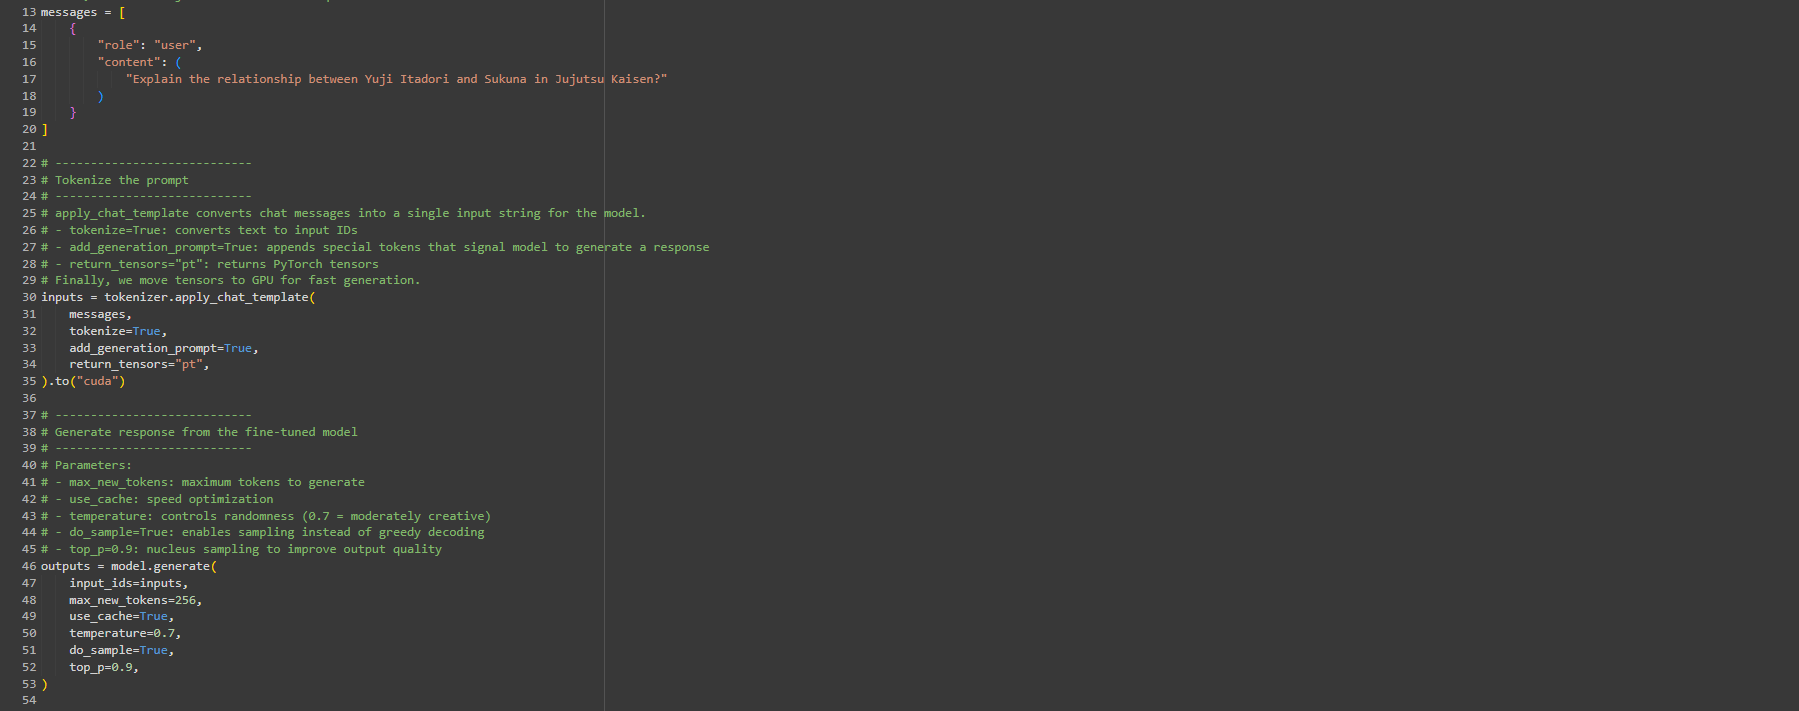 13 messages = [
14     {
15         "role": "user",
16         "content": (
17             "Explain the relationship between Yuji Itadori and Sukuna in Jujutsu Kaisen?"
18         )
19     }
20 ]
21
22 # ----------------------------
23 # Tokenize the prompt
24 # ----------------------------
25 # apply_chat_template converts chat messages into a single input string for the model.
26 # - tokenize=True: converts text to input IDs
27 # - add_generation_prompt=True: appends special tokens that signal model to generate a response
28 # - return_tensors="pt": returns PyTorch tensors
29 # Finally, we move tensors to GPU for fast generation.
30 inputs = tokenizer.apply_chat_template(
31     messages,
32     tokenize=True,
33     add_generation_prompt=True,
34     return_tensors="pt",
35 ).to("cuda")
36
37 # ----------------------------
38 # Generate response from the fine-tuned model
39 # ----------------------------
40 # Parameters:
41 # - max_new_tokens: maximum tokens to generate
42 # - use_cache: speed optimization
43 # - temperature: controls randomness (0.7 = moderately creative)
44 # - do_sample=True: enables sampling instead of greedy decoding
45 # - top_p=0.9: nucleus sampling to improve output quality
46 outputs = model.generate(
47     input_ids=inputs,
48     max_new_tokens=256,
49     use_cache=True,
50     temperature=0.7,
51     do_sample=True,
52     top_p=0.9,
53 )
54